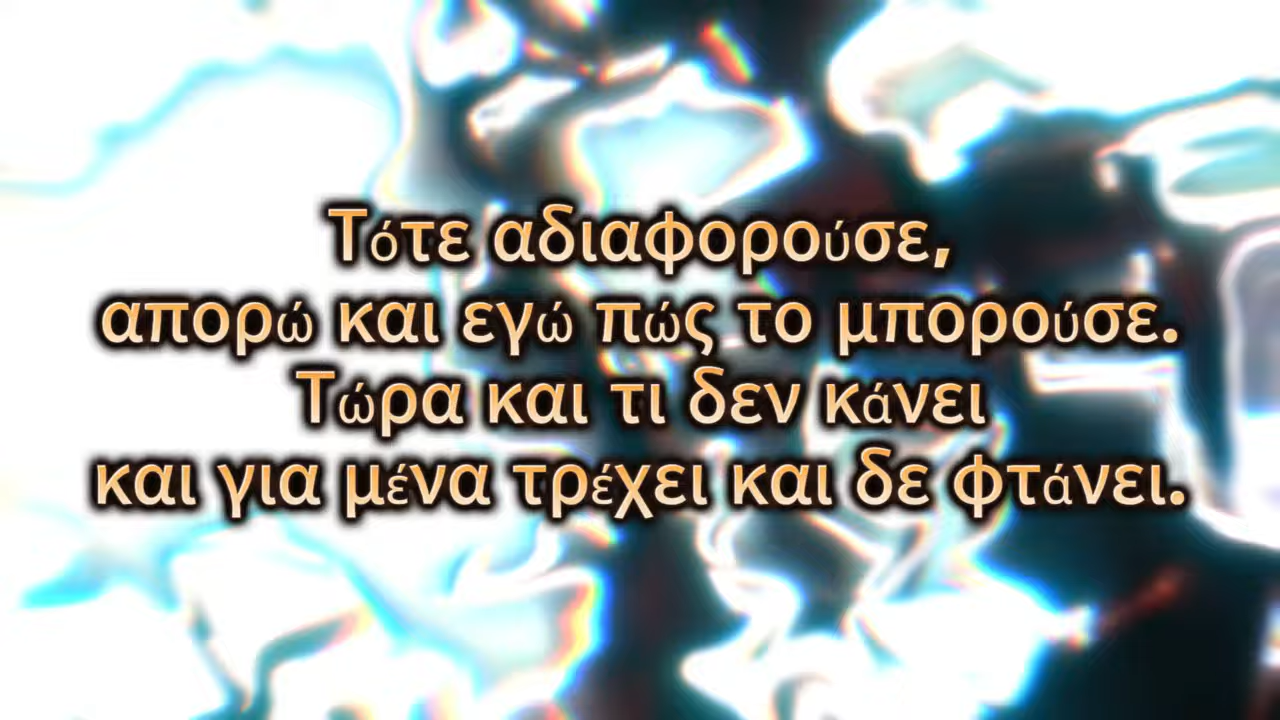 Τότε αδιαφορούσε,
απορώ και εγώ πώς το μπορούσε.
Τώρα και τι δεν κάνει
και για μένα τρέχει και δε φτάνει.